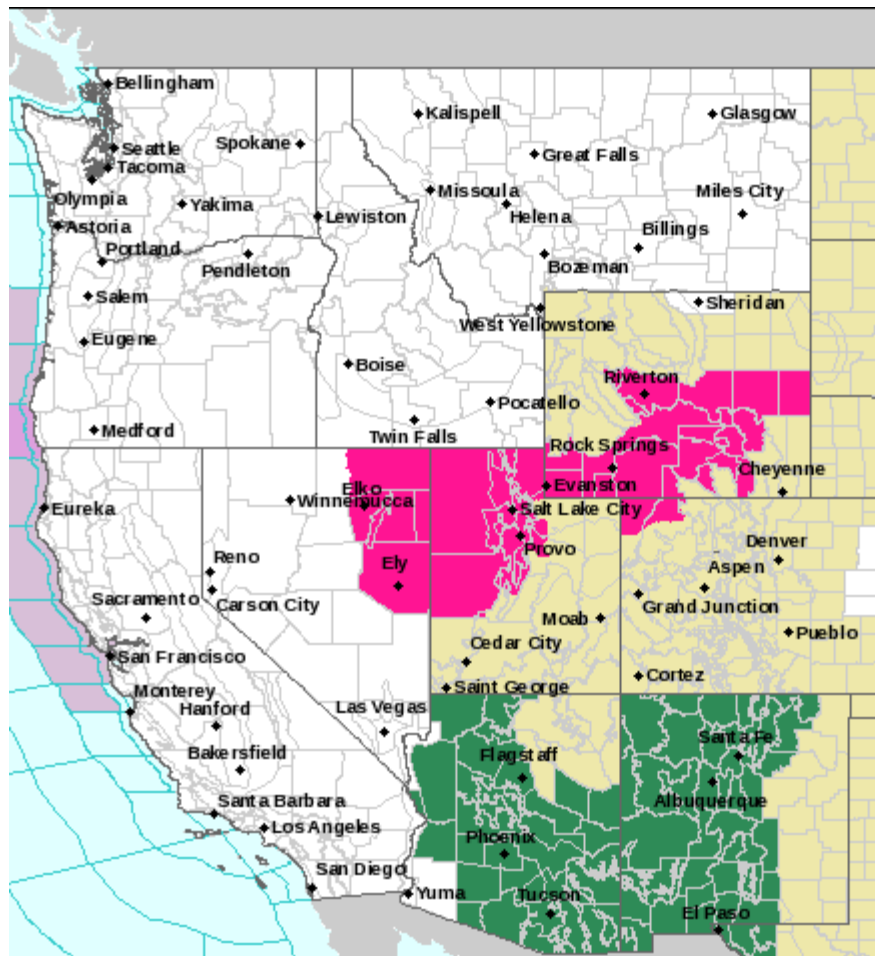 Bellingham
Kalispell
Glasgow
Seattle
Spokane
Great Falls
Tacoma
Miles City
Olympia
Yakima
Missoula
Lewiston
Helena
Astoria
Portland
Billings
Pendleton
Bozeman
Salem
Sheridan
West Yellowstone
Eugene
Boise
Riverton
Pocatello
Medford
Twin Falls
Rock Springs
Cheyenne
Elko
Evanston
Winnemucca
Eureka
Salt Lake City
Denver
Provo
Reno
Ely
Aspen
Sacramento
Carson City
Grand Junction
Moab
Pueblo
Cedar City
San Francisco
Cortez
Saint George
Monterey
Hanford
Las Vegas
Santa Fe
Flagstaff
Bakersfield
Albuquerque
Santa Barbara
Los Angeles
Phoenix
San Diego
Yuma
Tucson
El Paso